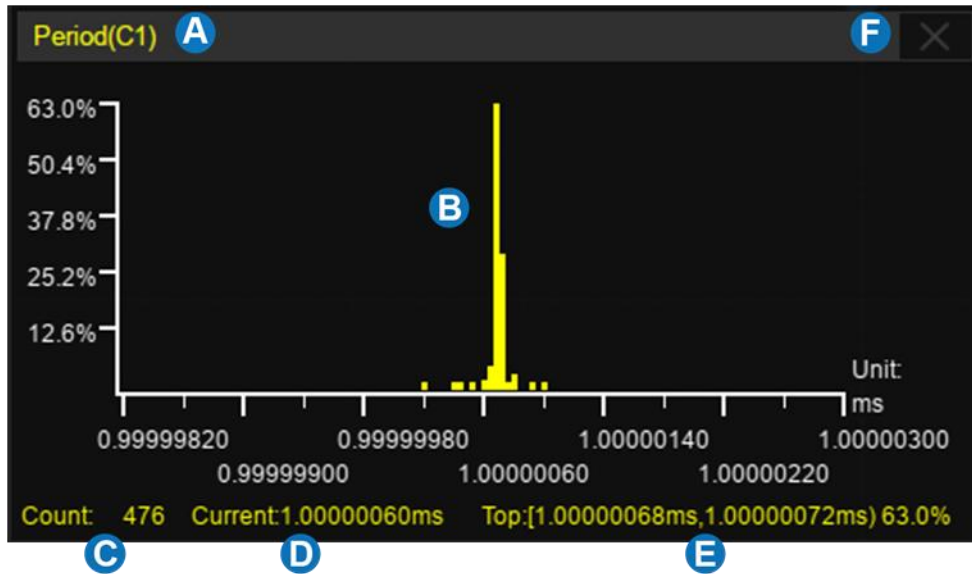 Period(C1) A F
63.0%
50.4%
B
37.8%
25.2%
12.6%
Unit:
ms
0.99999820 0.99999980 1.00000140 1.00000300
0.99999900 1.00000060 1.00000220
Count: 476 Current:1.00000060ms Top:[1.00000068ms,1.00000072ms) 63.0%
C D E